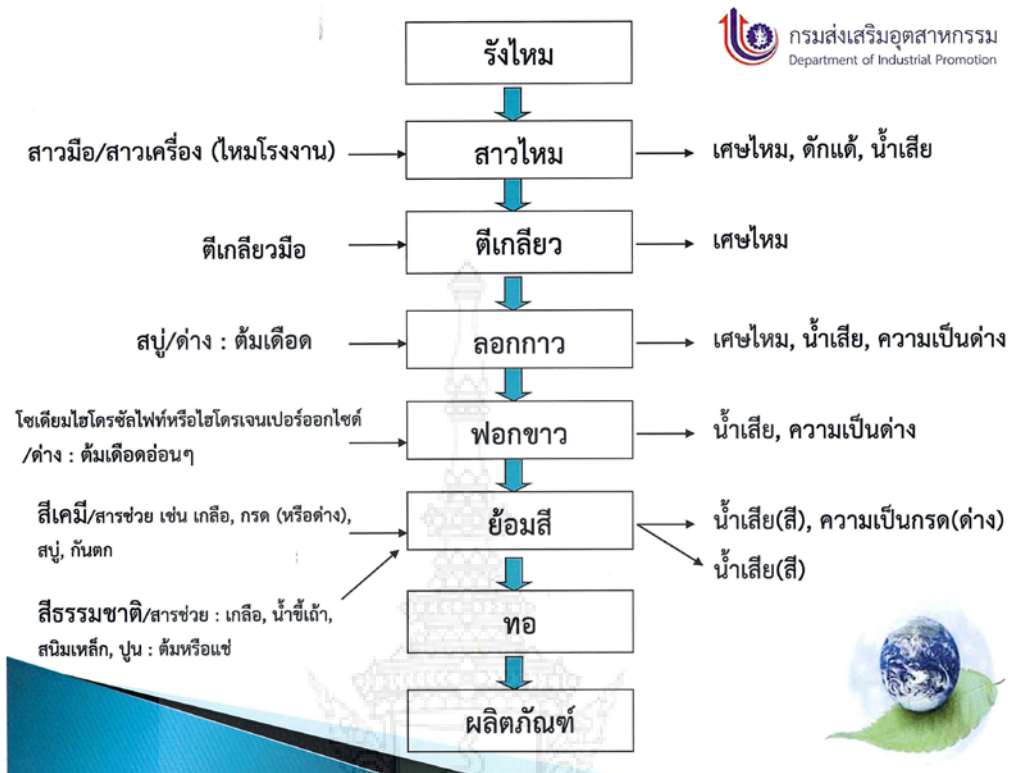 รังไหม
กรมส่งเสริมอุตสาหกรรม
Department of Industrial Promotion
สาวมือ/สาวเครื่อง (ไหมโรงงาน)
สาวไหม
เศษไหม, ดักแด้, น้ำเสีย
ตีเกลียวมือ
ตีเกลียว
เศษไหม
สบู่/ด่าง : ต้มเดือด
ลอกกาว
เศษไหม, น้ำเสีย, ความเป็นด่าง
โซเดียมไฮโดรซัลไฟท์หรือไฮโดรเจนเปอร์ออกไซด์
/ด่าง : ต้มเดือดอ่อนๆ
ฟอกขาว
น้ำเสีย, ความเป็นด่าง
สีเคมี/สารช่วย เช่น เกลือ, กรด (หรือด่าง),
สบู่, กันตก
ย้อมสี
น้ำเสีย(สี), ความเป็นกรด(ด่าง)
น้ำเสีย(สี)
สีธรรมชาติ/สารช่วย : เกลือ, น้ำขี้เถ้า,
สนิมเหล็ก, ปูน : ต้มหรือแช่
ทอ
ผลิตภัณฑ์